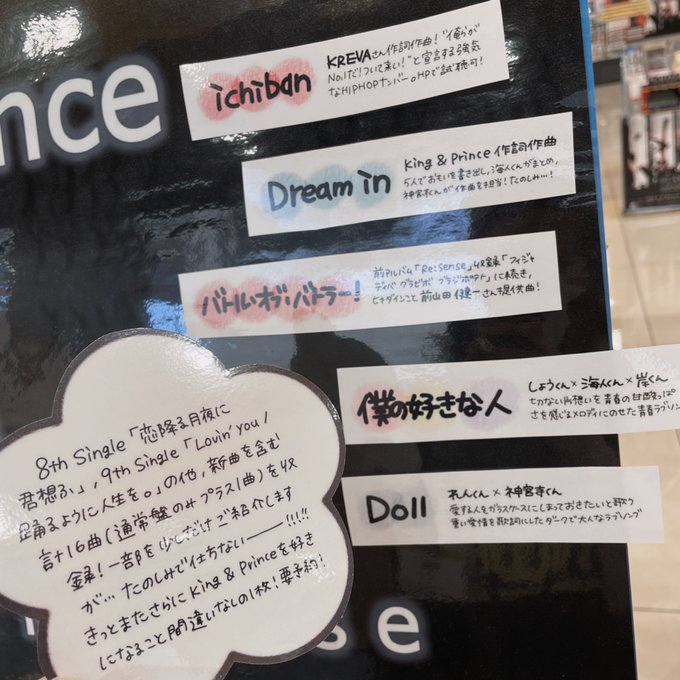 nce
ichiban
KREVAさん作詞作曲！"俺らが
No.1だ！ついて来い！"と宣言する強気
なHIPHOPナンバー。HPで試聴可！
Dream in
King & Prince 作詞作曲
5人でおもいを書き出し、海人くんがまとめ、
神宮寺くんが作曲を担当！たのしみ…！
バトル・オブ・バトラー！
前アルバム「Re:Sense」収録「フィジャ
ディバ グラビボ ブラジポテト」に続き、
ヒャダインこと 前山田健一さん提供曲！
僕の好きな人
しょうくん×海人くん×岸くん
切ない片想いを青春の甘酸っぱ
さを感じるメロディにのせた青春ラブソン
Doll
れんくん×神宮寺くん
愛する人をガラスケースにしまっておきたいと歌う
重い愛情を歌詞にしたダークで大人なラブソング
8th Single「恋降る月夜に
君想ふ」,9th Single「Lovin' you/
踊るように人生を。」の他,新曲を含む
計16曲(通常盤のみプラス1曲)を収
録！一部を少しだけご紹介します
が…たのしみで仕方ないーー!!!!
きっとまたさらにKing & Princeを好き
になること間違いなしの1枚！要予約！
se